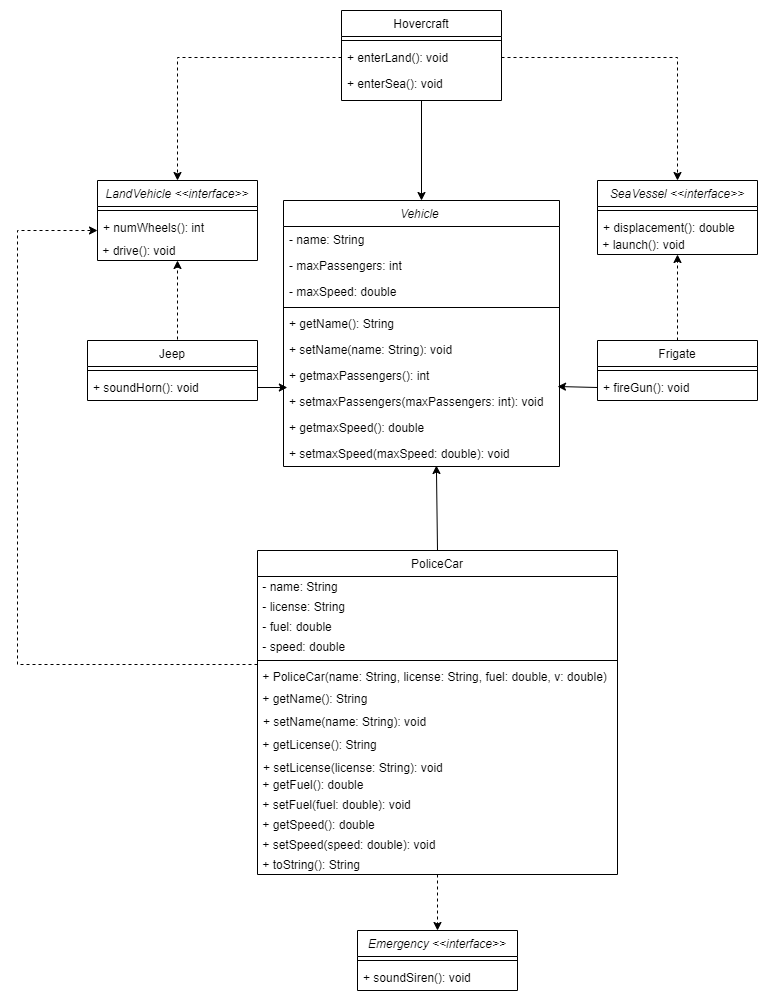 Hovercraft
+ enterLand(): void
+ enterSea(): void
LandVehicle <<interface>>
+ numWheels(): int
+ drive(): void
SeaVessel <<interface>>
+ displacement(): double
+ launch(): void
Vehicle
- name: String
- maxPassengers: int
- maxSpeed: double
+ getName(): String
+ setName(name: String): void
+ getmaxPassengers(): int
+ setmaxPassengers(maxPassengers: int): void
+ getmaxSpeed(): double
+ setmaxSpeed(maxSpeed: double): void
Jeep
+ soundHorn(): void
Frigate
+ fireGun(): void
PoliceCar
- name: String
- license: String
- fuel: double
- speed: double
+ PoliceCar(name: String, license: String, fuel: double, v: double)
+ getName(): String
+ setName(name: String): void
+ getLicense(): String
+ setLicense(license: String): void
+ getFuel(): double
+ setFuel(fuel: double): void
+ getSpeed(): double
+ setSpeed(speed: double): void
+ toString(): String
Emergency <<interface>>
+ soundSiren(): void